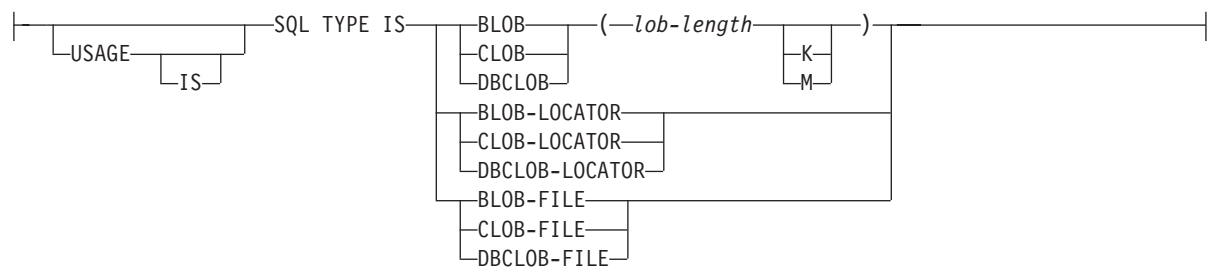 SQL TYPE IS BLOB ( lob-length )
USAGE CLOB K
IS DBCLOB M
BLOB-LOCATOR
CLOB-LOCATOR
DBCLOB-LOCATOR
BLOB-FILE
CLOB-FILE
DBCLOB-FILE